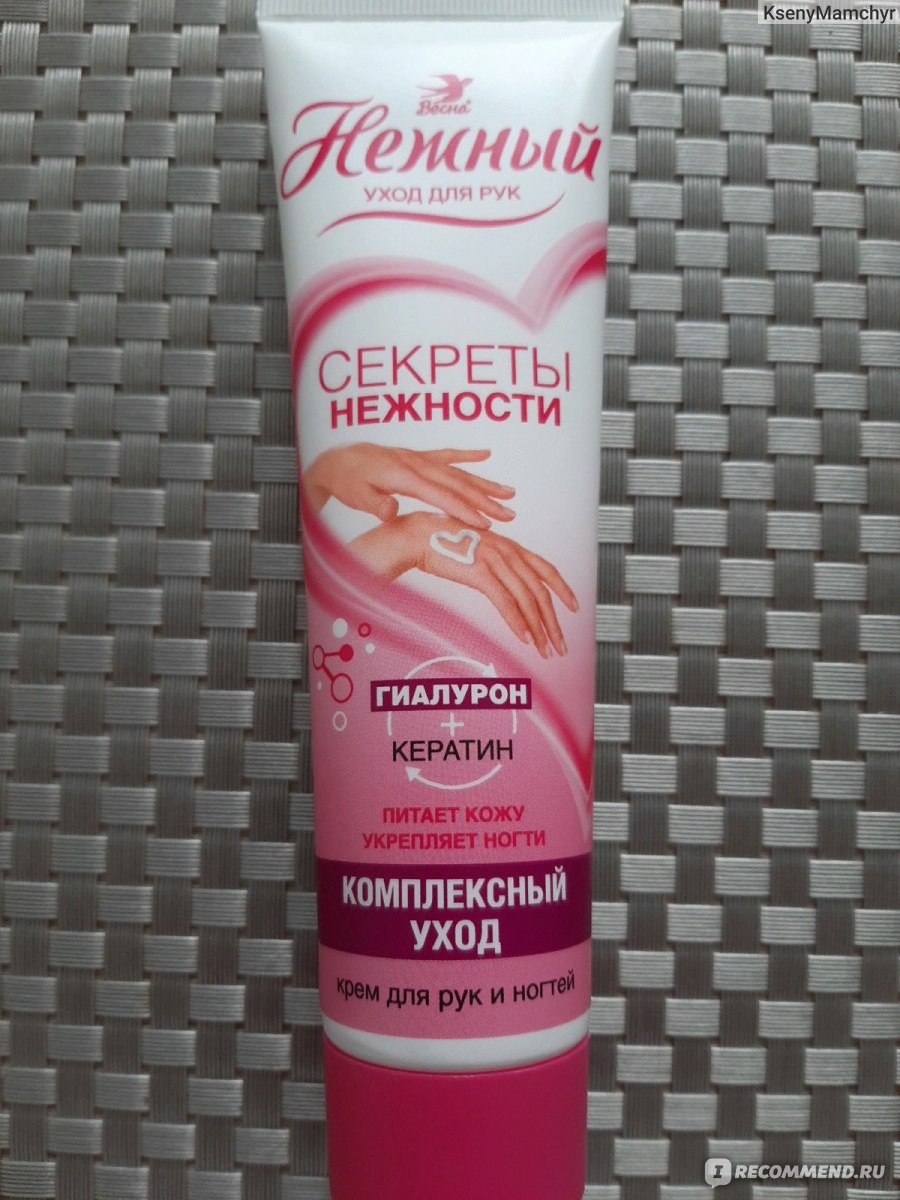 KsenyMamchyr
Весна
Нежный
УХОД ДЛЯ РУК
СЕКРЕТЫ
НЕЖНОСТИ
ГИАЛУРОН
+
КЕРАТИН
ПИТАЕТ КОЖУ
УКРЕПЛЯЕТ НОГТИ
КОМПЛЕКСНЫЙ
УХОД
крем для рук и ногтей
IRECOMMEND.RU